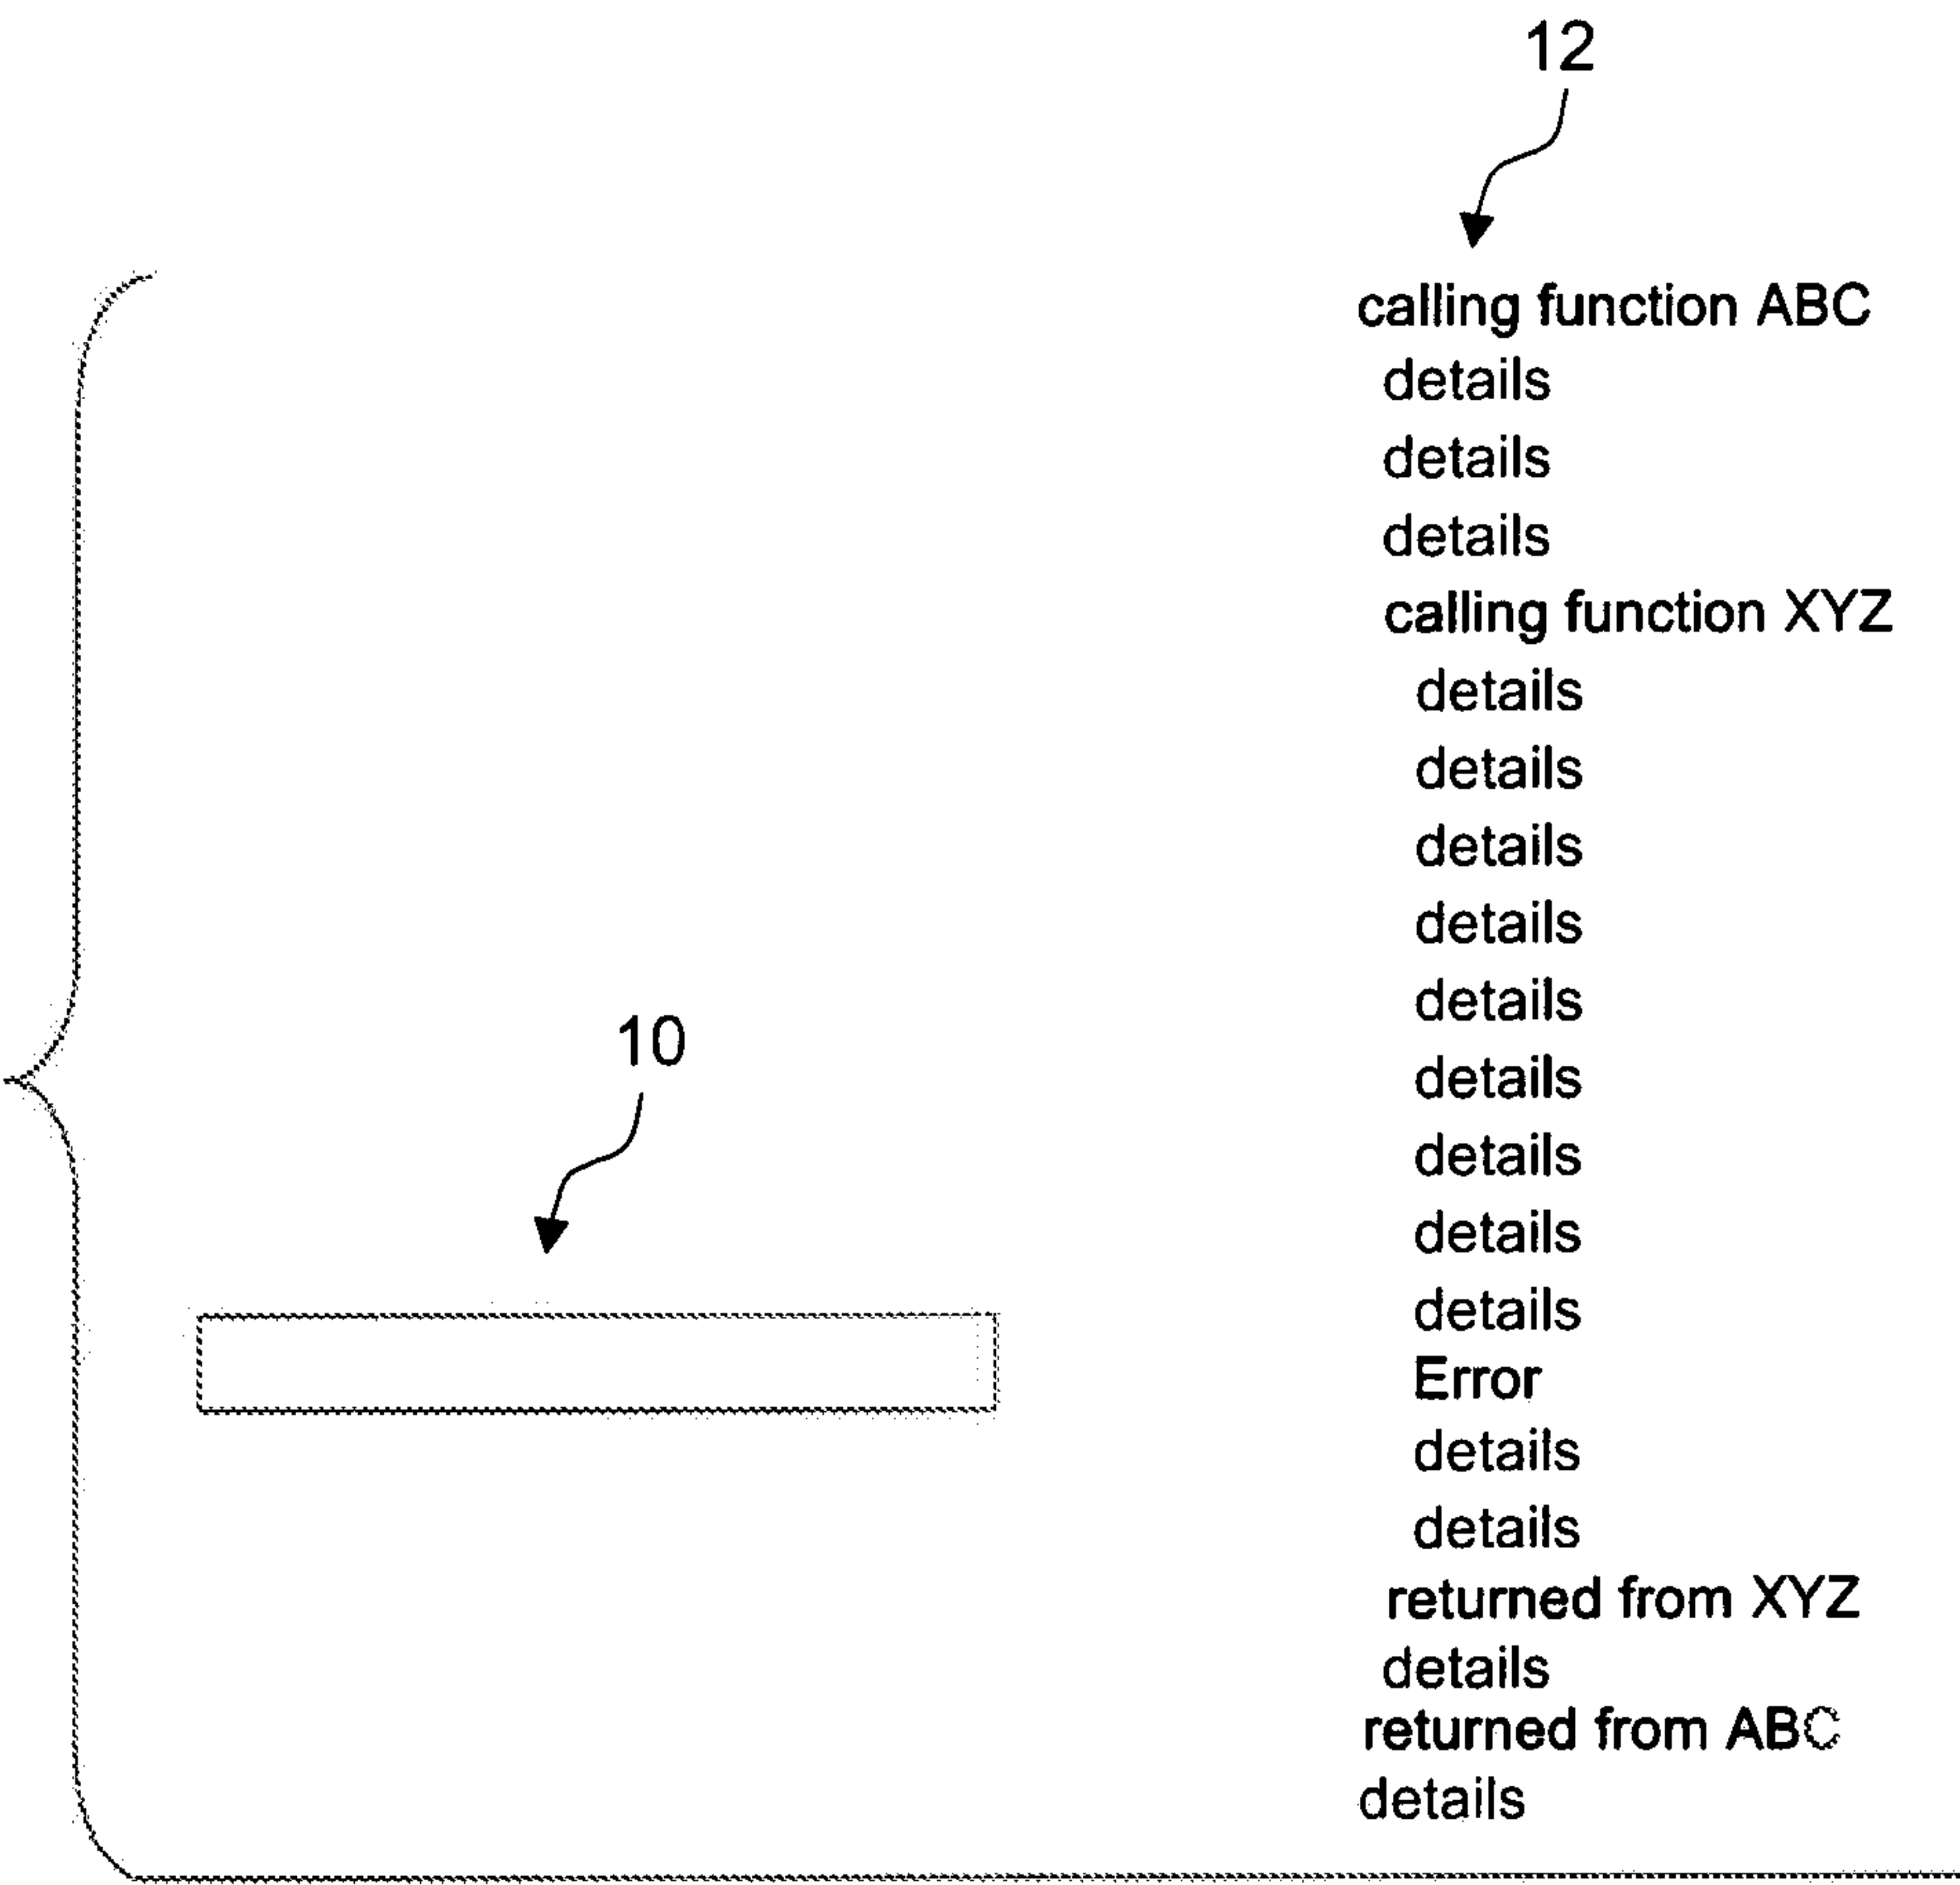 12
calling function ABC
details
details
details
calling function XYZ
details
details
details
details
details
details
details
details
details
10
Error
details
details
returned from XYZ
details
returned from ABC
details